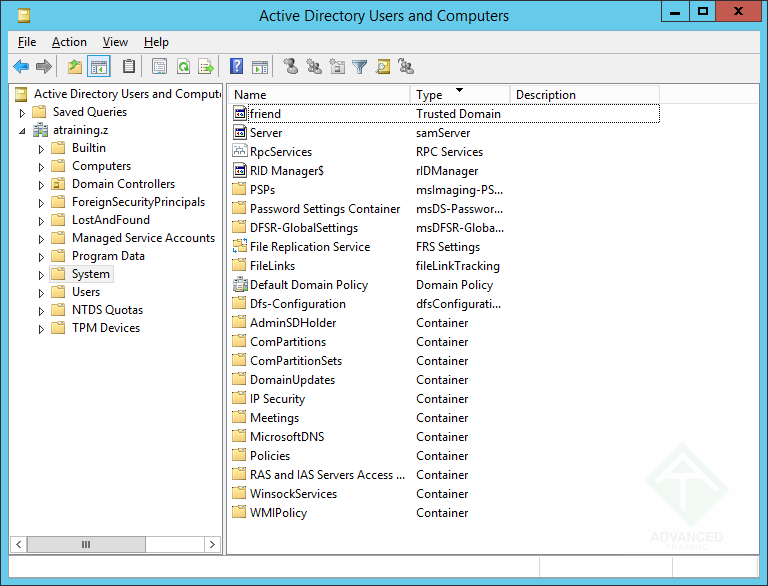 Active Directory Users and Computers
File Action View Help
Active Directory Users and Comput
Saved Queries
atraining.z
Builtin
Computers
Domain Controllers
ForeignSecurityPrincipals
LostAndFound
Managed Service Accounts
Program Data
System
Users
NTDS Quotas
TPM Devices
Name Type Description
friend Trusted Domain
Server samServer
RpcServices RPC Services
RID Manager$ rIDManager
PSPs msImaging-PS...
Password Settings Container msDS-Passwor...
DFSR-GlobalSettings msDFSR-Globa...
File Replication Service FRS Settings
FileLinks fileLinkTracking
Default Domain Policy Domain Policy
Dfs-Configuration dfsConfigurati...
AdminSDHolder Container
ComPartitions Container
ComPartitionSets Container
DomainUpdates Container
IP Security Container
Meetings Container
MicrosoftDNS Container
Policies Container
RAS and IAS Servers Access ... Container
WinsockServices Container
WMIPolicy Container
ADVANCED
TRAINING